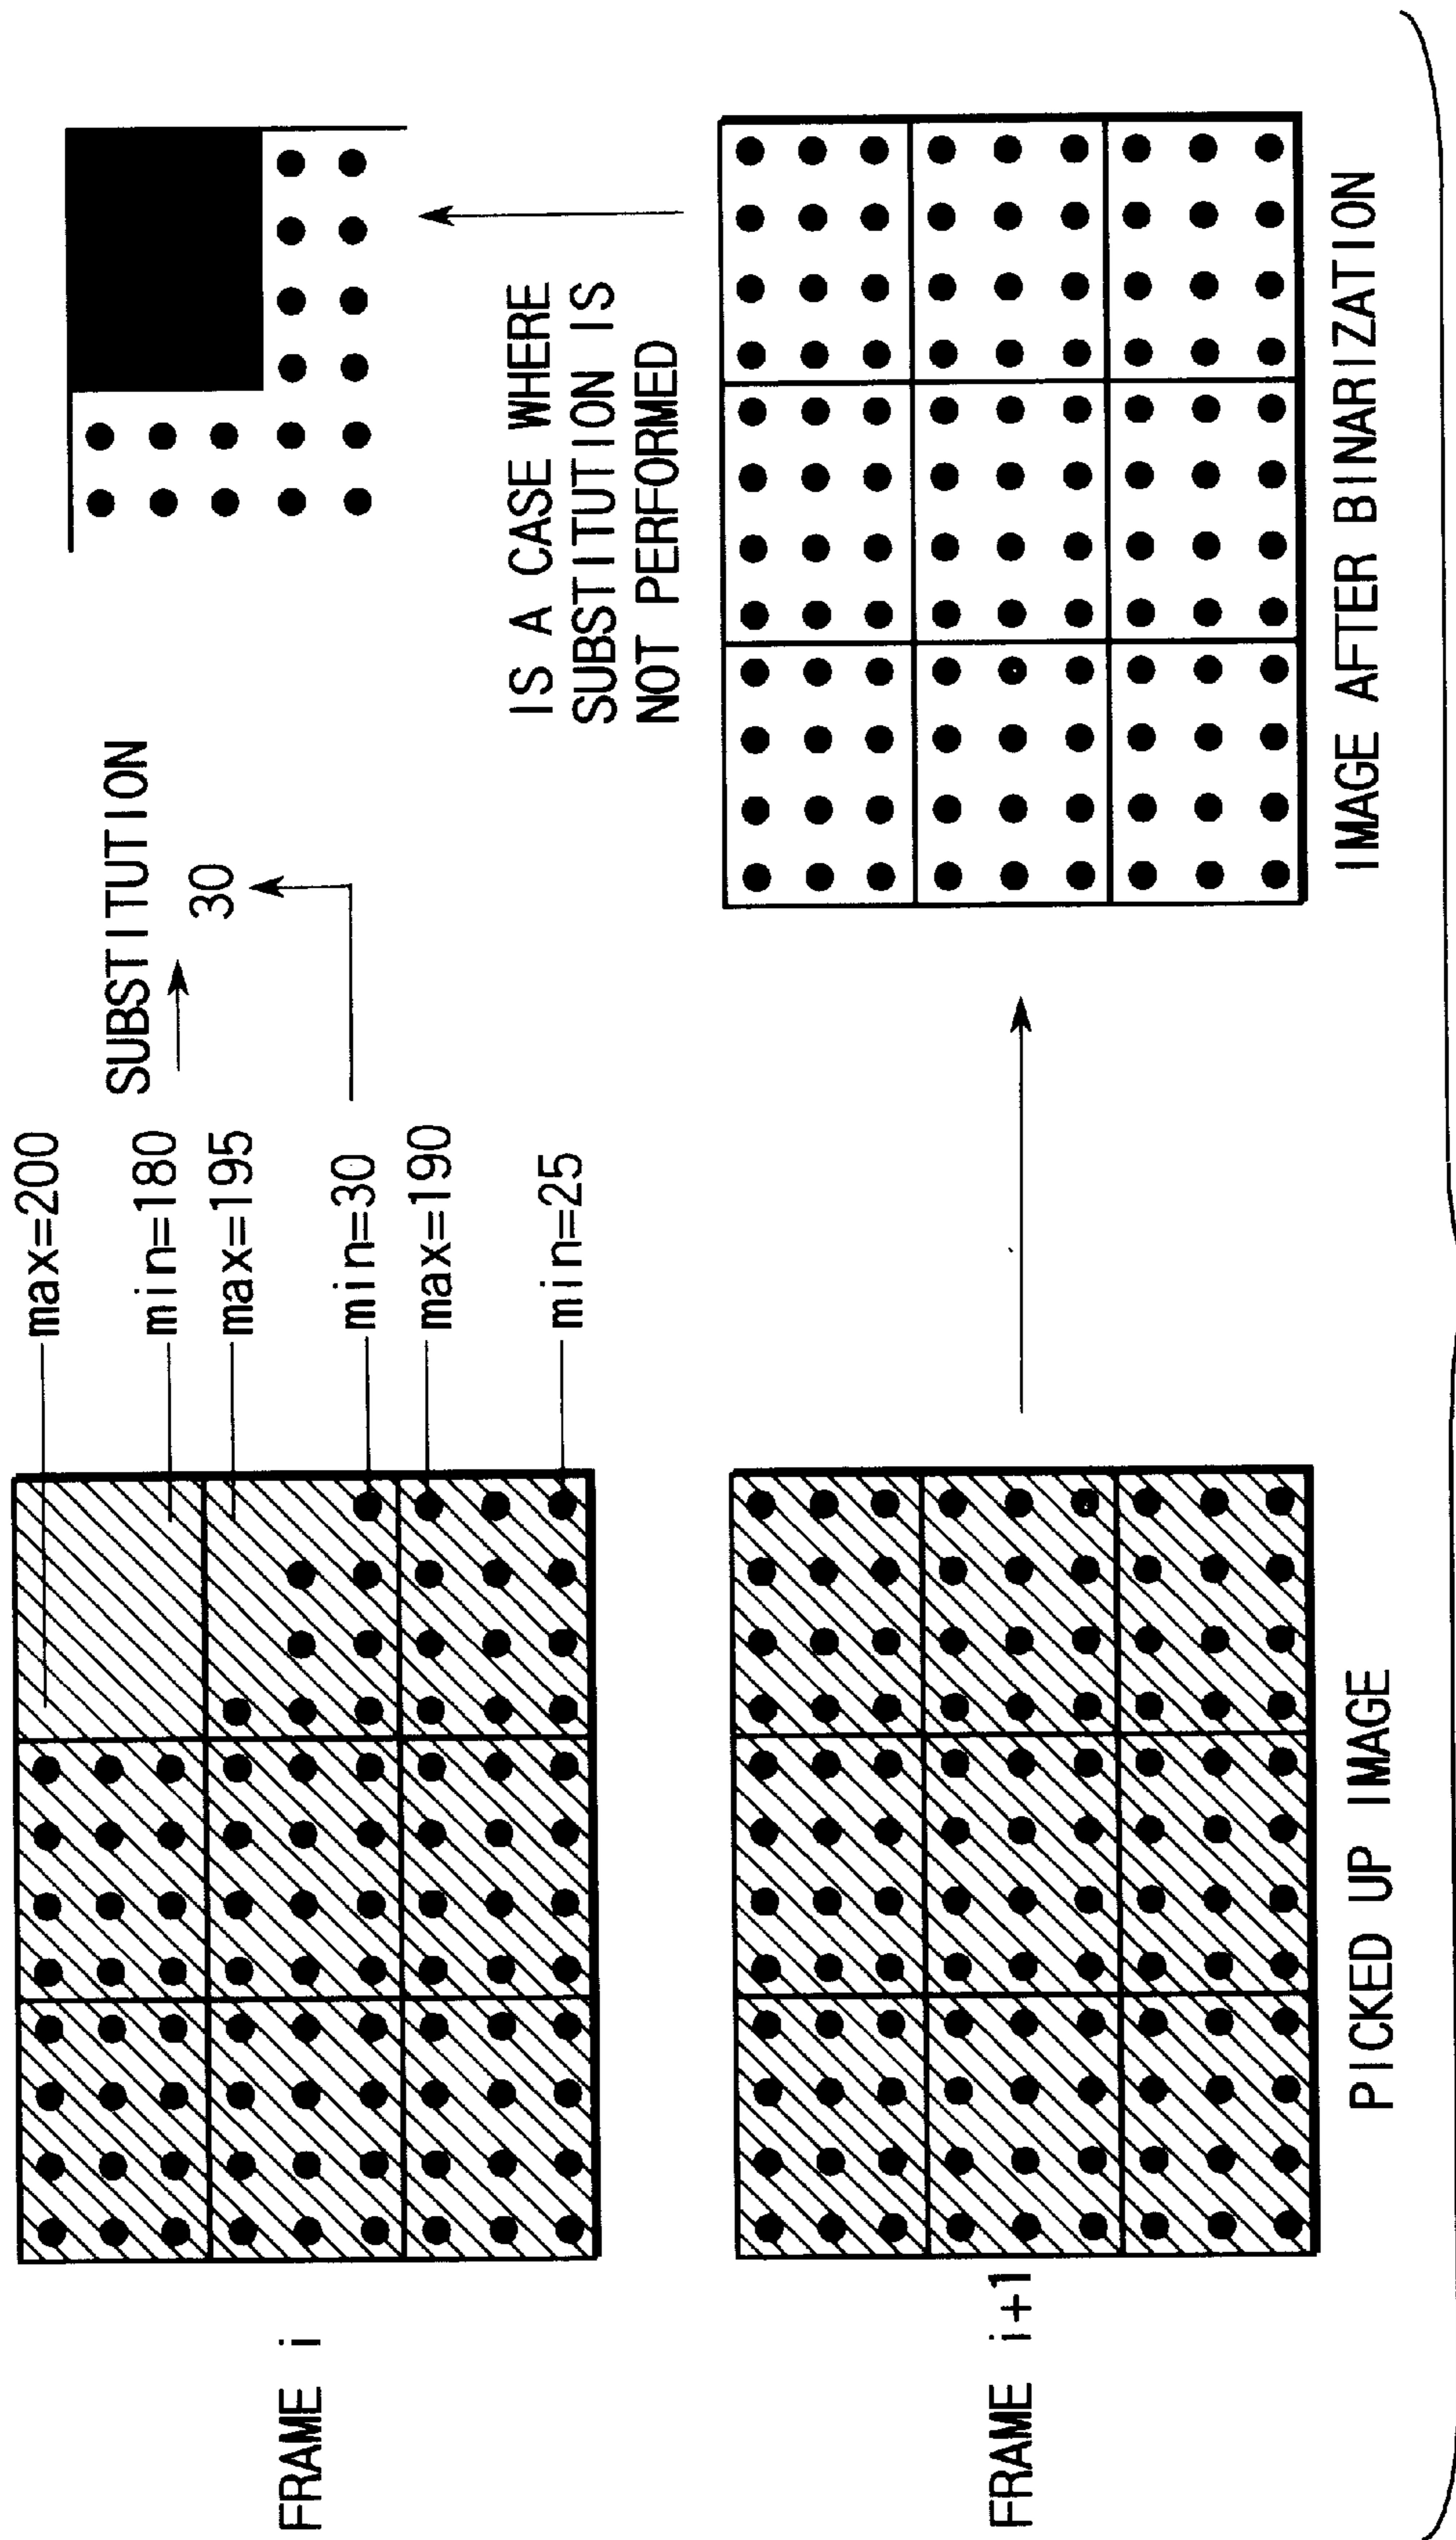 FRAME i
max=200
min=180
max=195
min=30
max=190
min=25
SUBSTITUTION
30
IS A CASE WHERE
SUBSTITUTION IS
NOT PERFORMED
FRAME i+1
PICKED UP IMAGE
IMAGE AFTER BINARIZATION